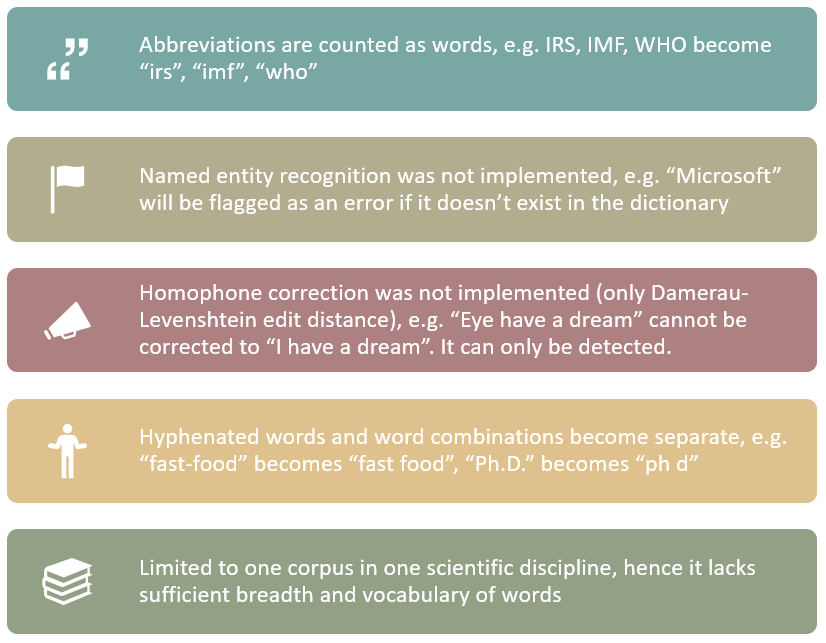 Abbreviations are counted as words, e.g. IRS, IMF, WHO become
“irs”, “imf”, “who”
Named entity recognition was not implemented, e.g. “Microsoft”
will be flagged as an error if it doesn’t exist in the dictionary
Homophone correction was not implemented (only Damerau-
Levenshtein edit distance), e.g. “Eye have a dream” cannot be
corrected to “I have a dream”. It can only be detected.
Hyphenated words and word combinations become separate, e.g.
“fast-food” becomes “fast food”, “Ph.D.” becomes “ph d”
Limited to one corpus in one scientific discipline, hence it lacks
sufficient breadth and vocabulary of words